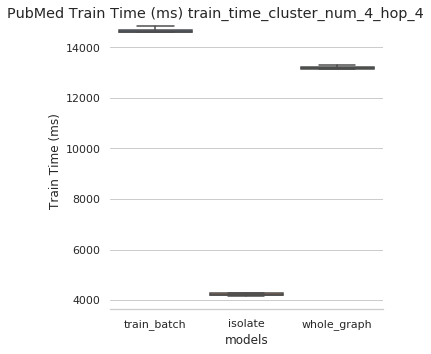 PubMed Train Time (ms) train_time_cluster_num_4_hop_4
14000
12000
10000
8000
6000
4000
Train Time (ms)
train_batch isolate whole_graph
models